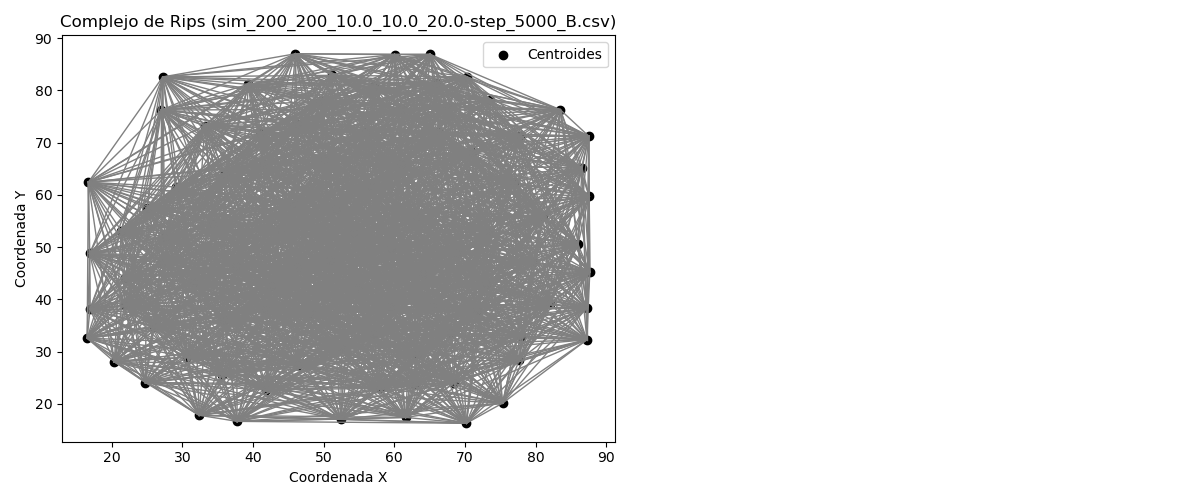 Complejo de Rips (sim_200_200_10.0_10.0_20.0-step_5000_B.csv)
Centroides
90
80
70
60
50
40
30
20
Coordenada Y
20 30 40 50 60 70 80 90
Coordenada X